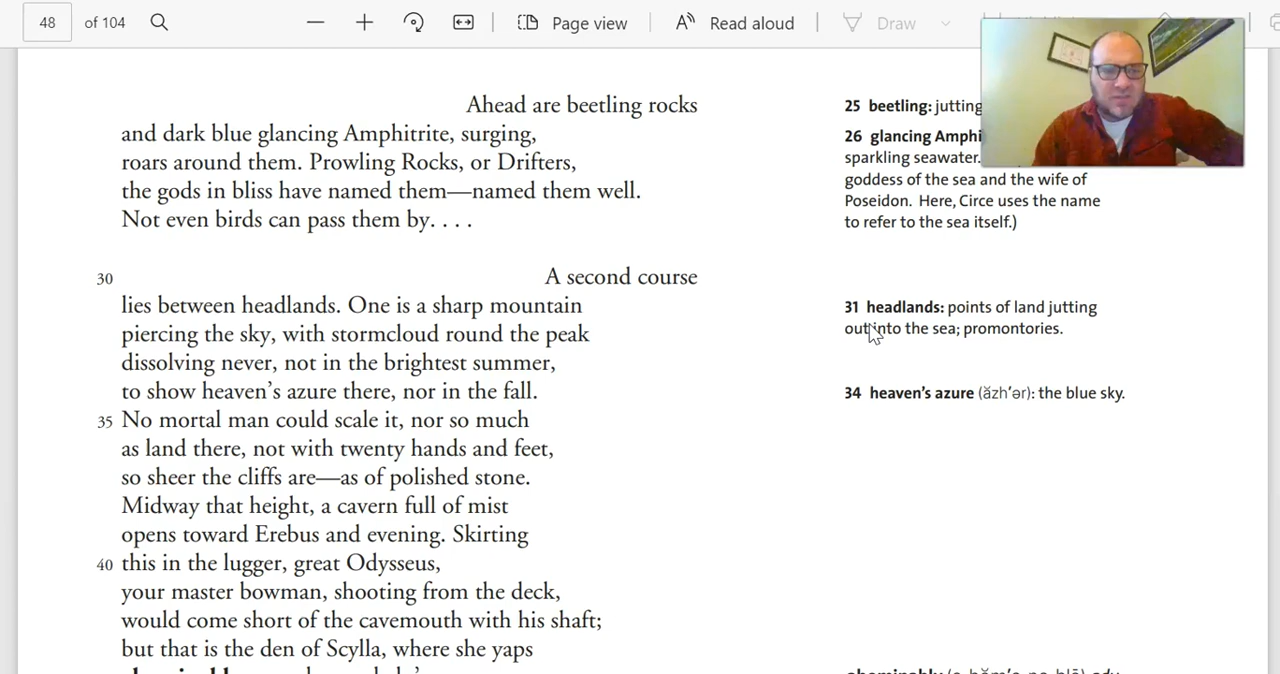 48 of 104 Page view Read aloud Draw
Ahead are beetling rocks
and dark blue glancing Amphitrite, surging,
roars around them. Prowling Rocks, or Drifters,
the gods in bliss have named them—named them well.
Not even birds can pass them by. . . .
30 A second course
lies between headlands. One is a sharp mountain
piercing the sky, with stormcloud round the peak
dissolving never, not in the brightest summer,
to show heaven’s azure there, nor in the fall.
35 No mortal man could scale it, nor so much
as land there, not with twenty hands and feet,
so sheer the cliffs are—as of polished stone.
Midway that height, a cavern full of mist
opens toward Erebus and evening. Skirting
40 this in the lugger, great Odysseus,
your master bowman, shooting from the deck,
would come short of the cavemouth with his shaft;
but that is the den of Scylla, where she yaps
25 beetling: jutting
26 glancing Amphi
sparkling seawater.
goddess of the sea and the wife of
Poseidon. Here, Circe uses the name
to refer to the sea itself.)
31 headlands: points of land jutting
out into the sea; promontories.
34 heaven’s azure (ăzh′ər): the blue sky.